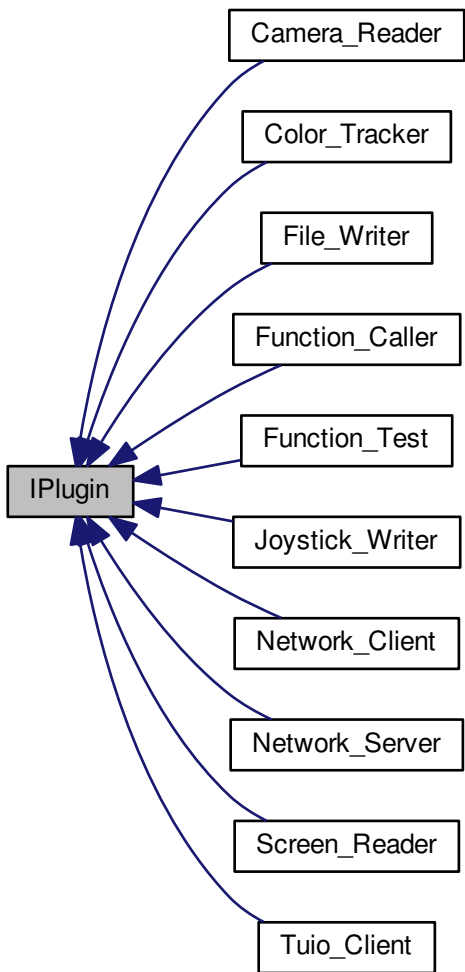 Camera_Reader
Color_Tracker
File_Writer
Function_Caller
Function_Test
IPlugin
Joystick_Writer
Network_Client
Network_Server
Screen_Reader
Tuio_Client